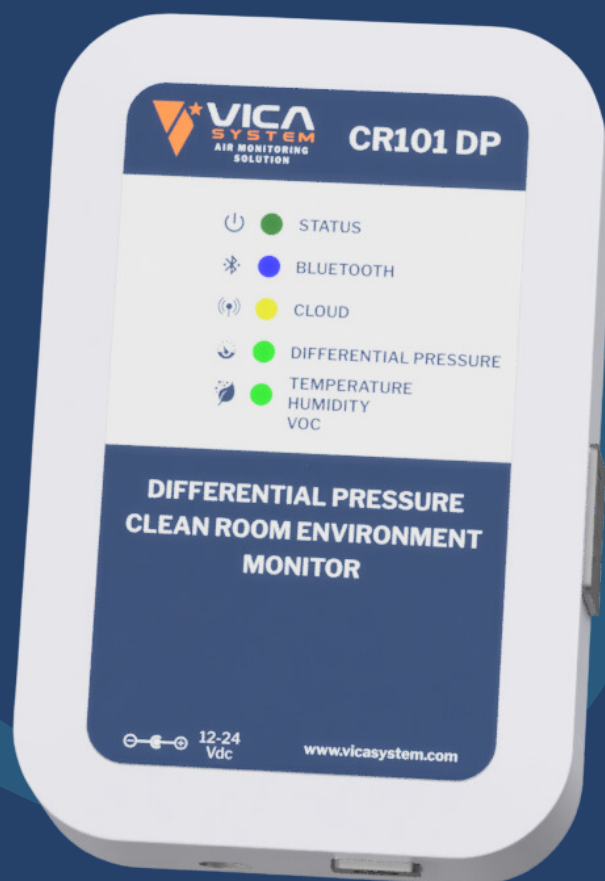 VICA
SYSTEM
AIR MONITORING
SOLUTION
CR101 DP
STATUS
BLUETOOTH
CLOUD
DIFFERENTIAL PRESSURE
TEMPERATURE
HUMIDITY
VOC
DIFFERENTIAL PRESSURE
CLEAN ROOM ENVIRONMENT
MONITOR
12-24
Vdc
www.vicasystem.com